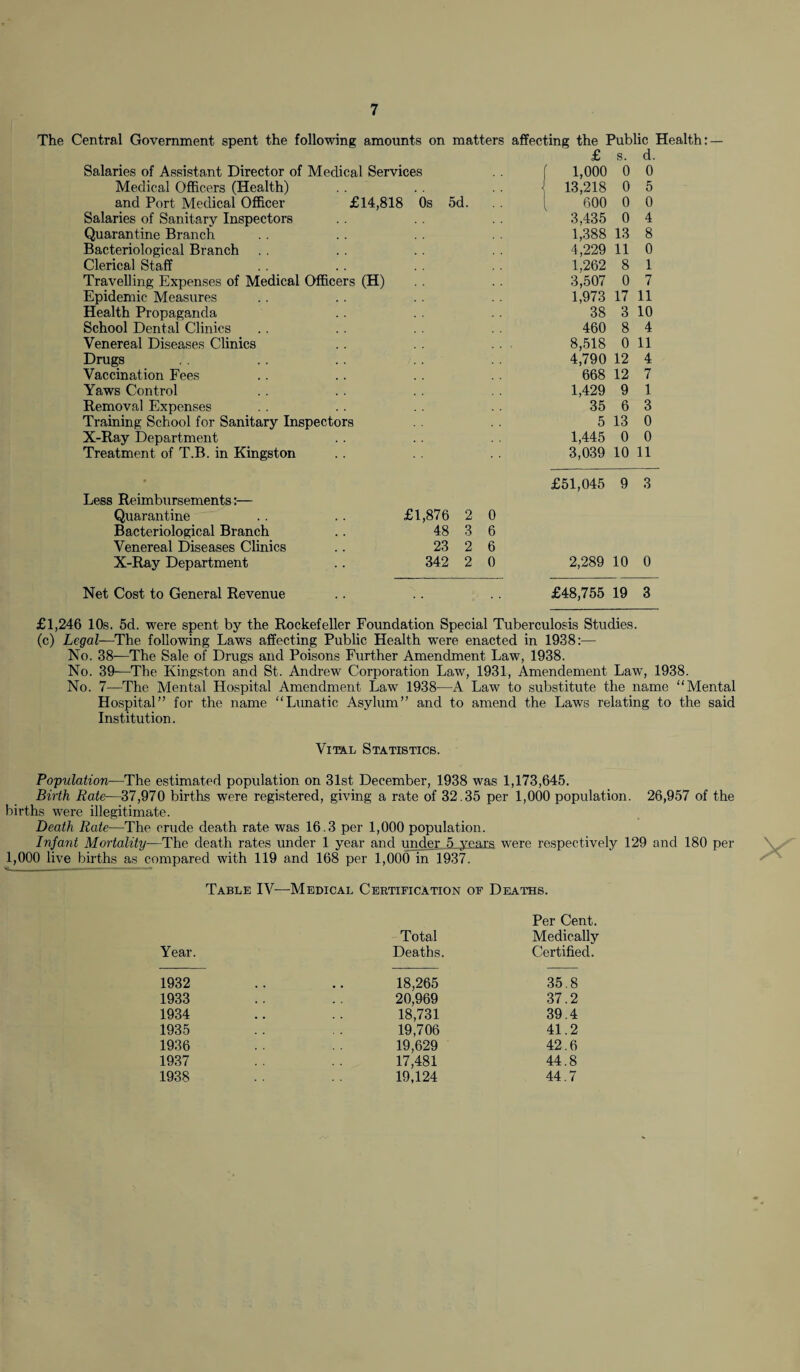 7
The Central Government spent the following amounts on matters affecting the Public Health:—
£ s. d.
Salaries of Assistant Director of Medical Services .. 1,000 0 0
Medical Officers (Health) .. .. .. 13,218 0 5
and Port Medical Officer £14,818 0s 5d. .. 600 0 0
Salaries of Sanitary Inspectors .. .. .. 3,435 0 4
Quarantine Branch .. .. .. .. 1,388 13 8
Bacteriological Branch .. .. .. .. 4,229 11 0
Clerical Staff .. .. .. .. 1,262 8 1
Travelling Expenses of Medical Officers (H) .. .. 3,507 0 7
Epidemic Measures .. .. .. .. 1,973 17 11
Health Propaganda .. .. .. 38 3 10
School Dental Clinics .. .. .. .. 460 8 4
Venereal Diseases Clinics .. .. ... 8,518 0 11
Drugs .. .. .. .. .. 4,790 12 4
Vaccination Fees .. .. .. .. 668 12 7
Yaws Control .. .. .. .. 1,429 9 1
Removal Expenses .. .. .. .. 35 6 3
Training School for Sanitary Inspectors .. .. 5 13 0
X-Ray Department .. .. .. 1,445 0 0
Treatment of T.B. in Kingston .. .. .. 3,039 10 11
£51,045 9 3
Less Reimbursements:—
Quarantine .. .. £1,876 2 0
Bacteriological Branch .. 48 3 6
Venereal Diseases Clinics .. 23 2 6
X-Ray Department .. 342 2 0 2,289 10 0
Net Cost to General Revenue .. .. .. £48,755 19 3
£1,246 10s. 5d. were spent by the Rockefeller Foundation Special Tuberculosis Studies.
(c) Legal—The following Laws affecting Public Health were enacted in 1938:—
No. 38—The Sale of Drugs and Poisons Further Amendment Law, 1938.
No. 39—The Kingston and St. Andrew Corporation Law, 1931, Amendement Law, 1938.
No. 7—The Mental Hospital Amendment Law 1938—A Law to substitute the name “Mental
Hospital” for the name “Lunatic Asylum” and to amend the Laws relating to the said
Institution.
Vital Statistics.
Population—The estimated population on 31st December, 1938 was 1,173,645.
Birth Rate—37,970 births were registered, giving a rate of 32.35 per 1,000 population. 26,957 of the
births were illegitimate.
Death Rate—The crude death rate was 16.3 per 1,000 population.
Infant Mortality—The death rates under 1 year and under 5 years were respectively 129 and 180 per
1,000 live births as compared with 119 and 168 per 1,000 in 1937.
Table IV—Medical Certification of Deaths.
Per Cent.
Total Medically
Year. Deaths. Certified.
1932 .. .. 18,265 35.8
1933 .. .. 20,969 37.2
1934 .. .. 18,731 39.4
1935 .. .. 19,706 41.2
1936 .. .. 19,629 42.6
1937 .. .. 17,481 44.8
1938 .. .. 19,124 44.7